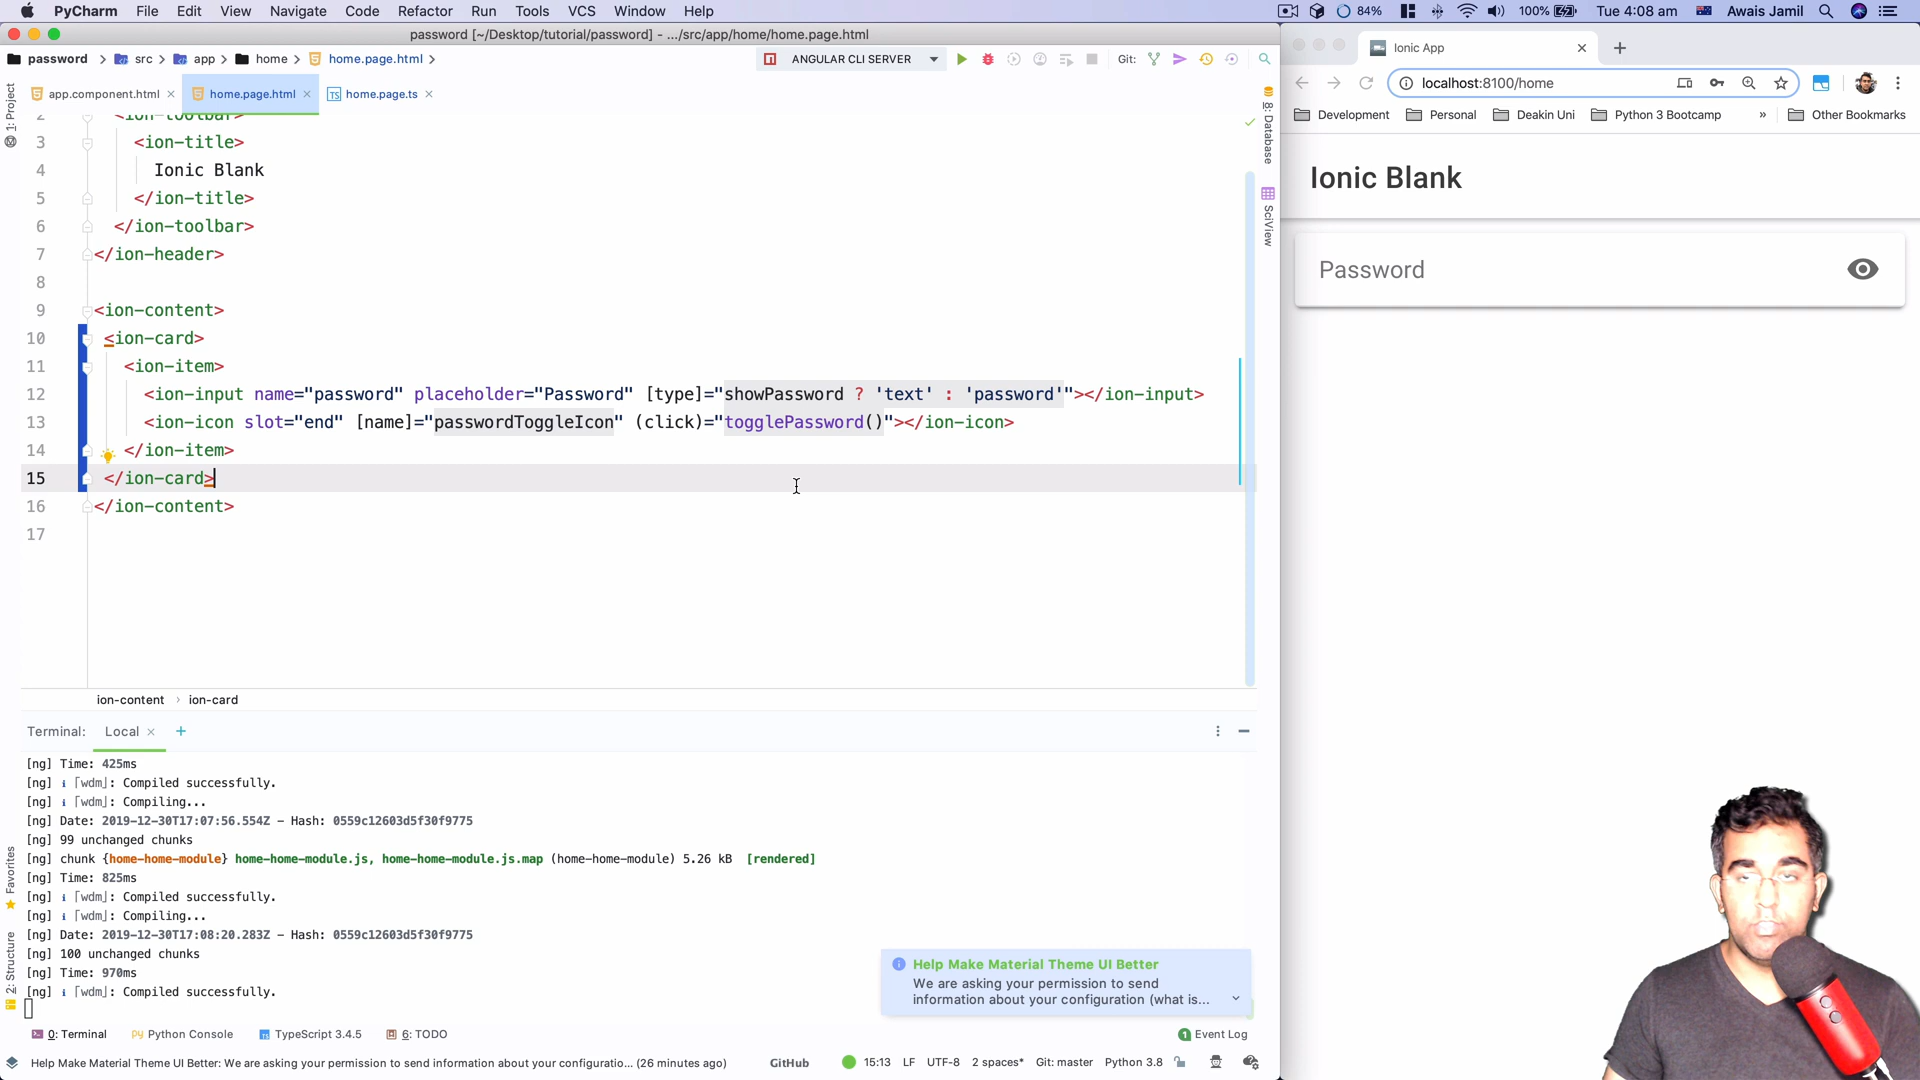 PyCharm File Edit View Navigate Code Refactor Run Tools VCS Window Help
84% 100% Tue 4:08 am Awais Jamil
password [~/Desktop/tutorial/password] - .../src/app/home/home.page.html
password src app home home.page.html
ANGULAR CLI SERVER Git:
1: Project
app.component.html home.page.html home.page.ts
2 <ion-toolbar>
3 <ion-title>
4 Ionic Blank
5 </ion-title>
6 </ion-toolbar>
7 </ion-header>
8
9 <ion-content>
10 <ion-card>
11 <ion-item>
12 <ion-input name="password" placeholder="Password" [type]="showPassword ? 'text' : 'password'"></ion-input>
13 <ion-icon slot="end" [name]="passwordToggleIcon" (click)="togglePassword()"></ion-icon>
14 </ion-item>
15 </ion-card>
16 </ion-content>
17
8: Database
SciView
ion-content ion-card
Terminal: Local
[ng] Time: 425ms
[ng] i ｢wdm｣: Compiled successfully.
[ng] i ｢wdm｣: Compiling...
[ng] Date: 2019-12-30T17:07:56.554Z - Hash: 0559c12603d5f30f9775
[ng] 99 unchanged chunks
[ng] chunk {home-home-module} home-home-module.js, home-home-module.js.map (home-home-module) 5.26 kB [rendered]
[ng] Time: 825ms
[ng] i ｢wdm｣: Compiled successfully.
[ng] i ｢wdm｣: Compiling...
[ng] Date: 2019-12-30T17:08:20.283Z - Hash: 0559c12603d5f30f9775
[ng] 100 unchanged chunks
[ng] Time: 970ms
[ng] i ｢wdm｣: Compiled successfully.
Favorites
2: Structure
Help Make Material Theme UI Better
We are asking your permission to send
information about your configuration (what is...
0: Terminal Python Console TypeScript 3.4.5 6: TODO
1 Event Log
Help Make Material Theme UI Better: We are asking your permission to send information about your configuratio... (26 minutes ago)
GitHub 15:13 LF UTF-8 2 spaces* Git: master Python 3.8
Ionic App
localhost:8100/home
Development Personal Deakin Uni Python 3 Bootcamp » Other Bookmarks
Ionic Blank
Password